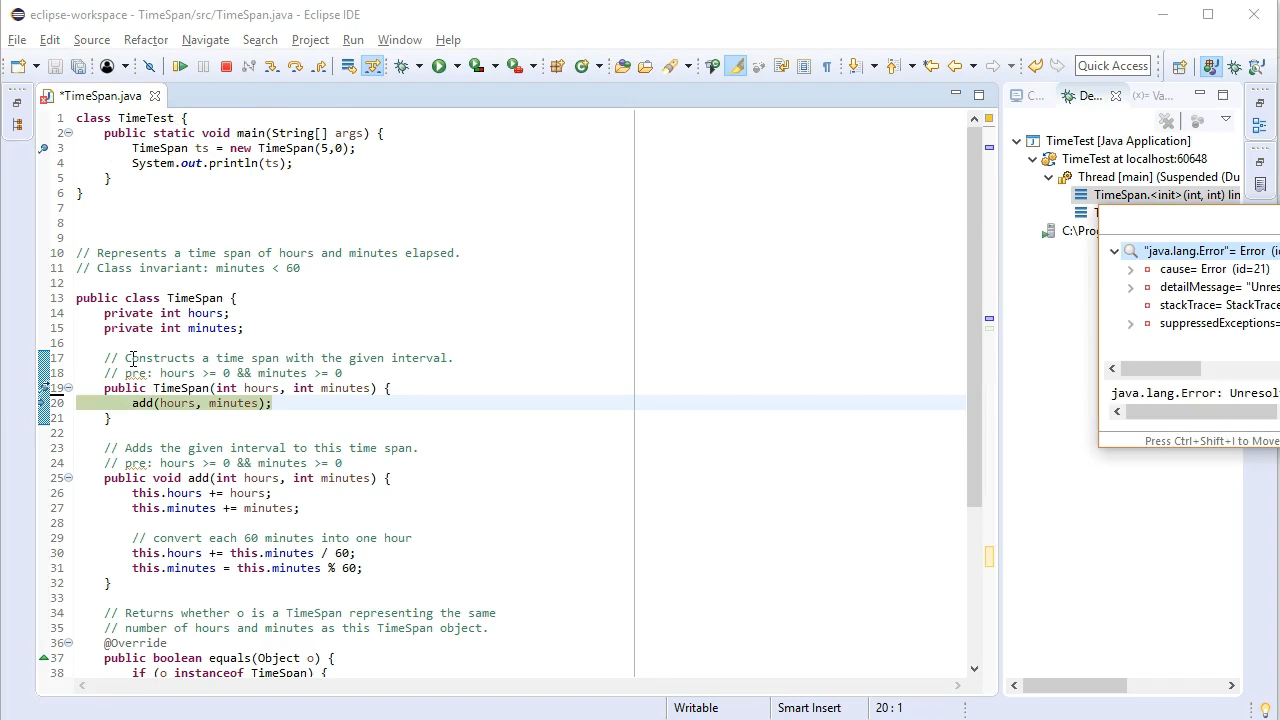 eclipse-workspace - TimeSpan/src/TimeSpan.java - Eclipse IDE
File Edit Source Refactor Navigate Search Project Run Window Help
Quick Access
*TimeSpan.java
C... De... (x)= Va...
1 class TimeTest {
2 public static void main(String[] args) {
3 TimeSpan ts = new TimeSpan(5,0);
4 System.out.println(ts);
5 }
6 }
7
8
9
10 // Represents a time span of hours and minutes elapsed.
11 // Class invariant: minutes < 60
12
13 public class TimeSpan {
14 private int hours;
15 private int minutes;
16
17 // Constructs a time span with the given interval.
18 // pre: hours >= 0 && minutes >= 0
19 public TimeSpan(int hours, int minutes) {
20 add(hours, minutes);
21 }
22
23 // Adds the given interval to this time span.
24 // pre: hours >= 0 && minutes >= 0
25 public void add(int hours, int minutes) {
26 this.hours += hours;
27 this.minutes += minutes;
28
29 // convert each 60 minutes into one hour
30 this.hours += this.minutes / 60;
31 this.minutes = this.minutes % 60;
32 }
33
34 // Returns whether o is a TimeSpan representing the same
35 // number of hours and minutes as this TimeSpan object.
36 @Override
37 public boolean equals(Object o) {
38 if (o instanceof TimeSpan) {
TimeTest [Java Application]
TimeTest at localhost:60648
Thread [main] (Suspended (Du
TimeSpan.<init>(int, int) lin
T
C:\Prog
"java.lang.Error"= Error (i
cause= Error (id=21)
detailMessage= "Unres
stackTrace= StackTrace
suppressedExceptions=
java.lang.Error: Unresol
Press Ctrl+Shift+I to Move
Writable Smart Insert 20 : 1